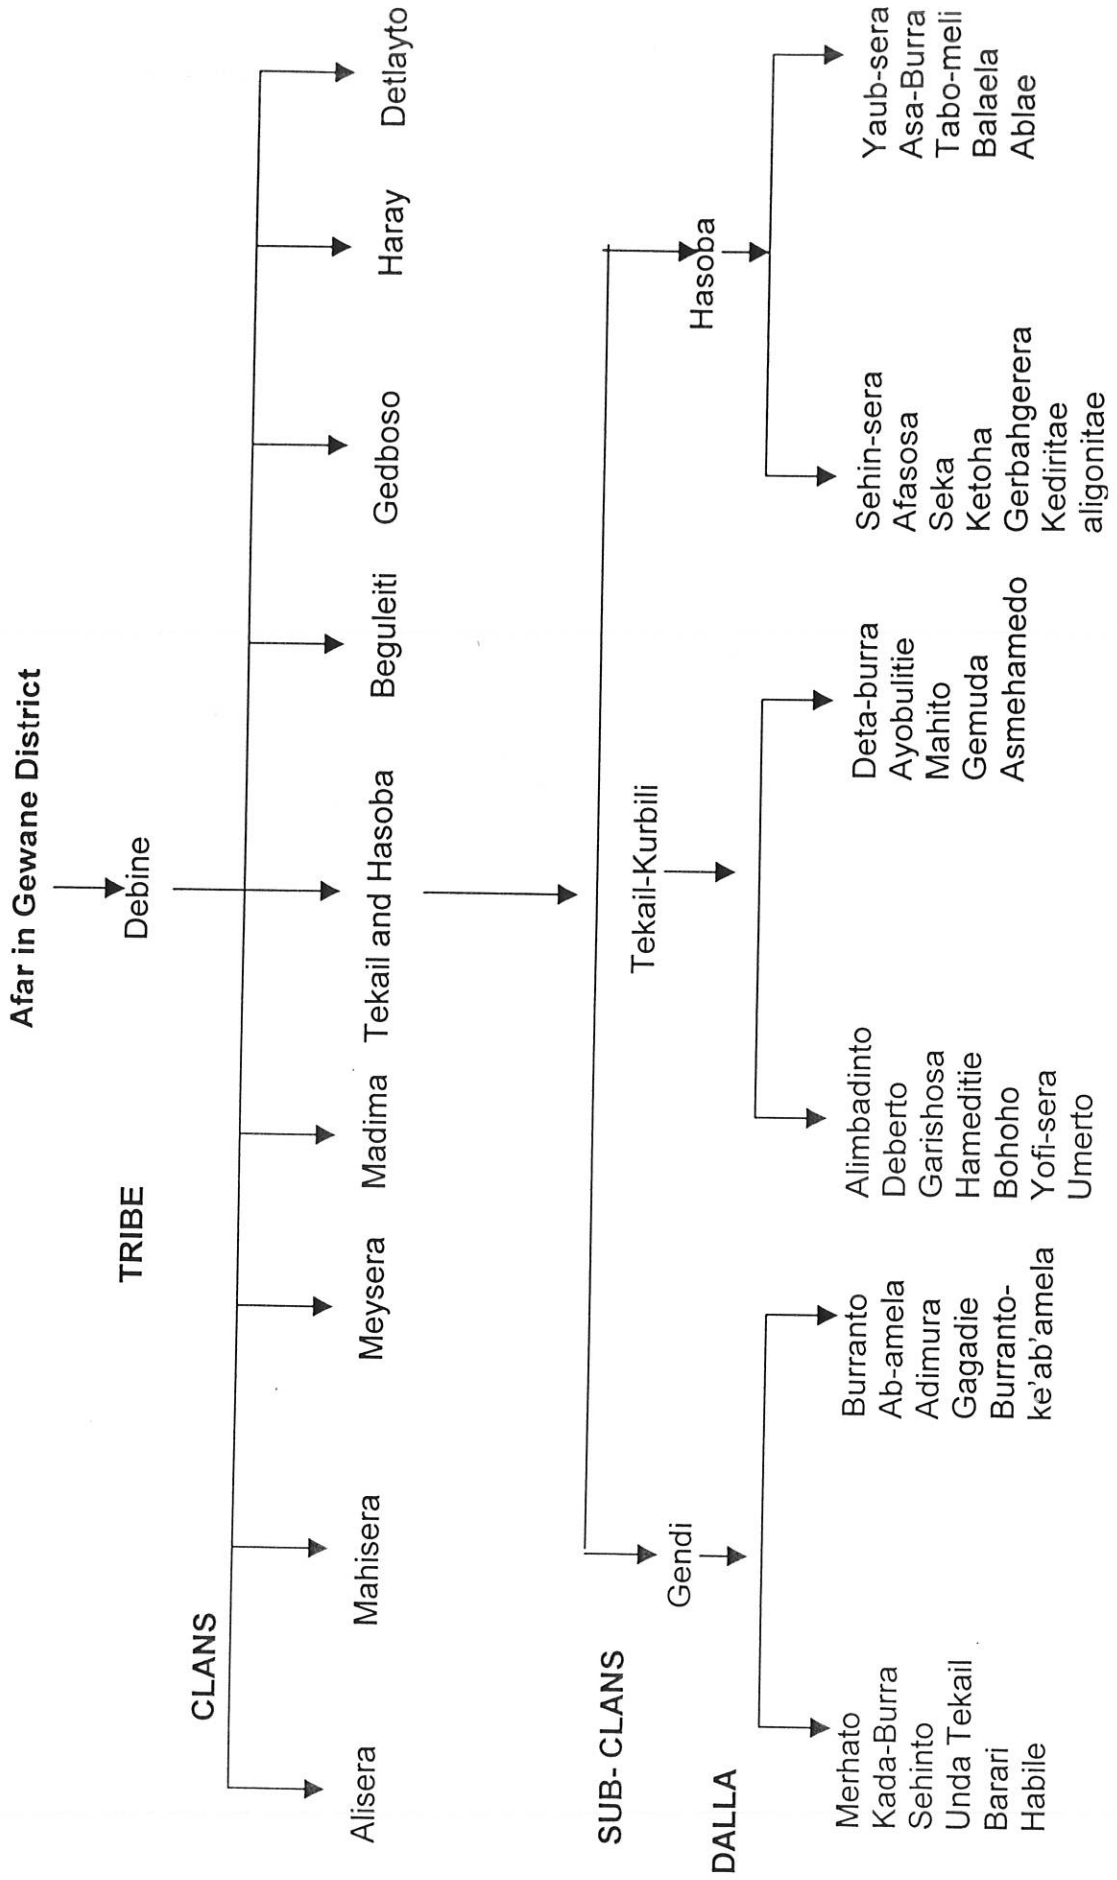 Afar in Gewane District
TRIBE
Debine
CLANS
Alisera
Mahisera
Meysera
Madima
Tekail and Hasoba
Beguleiti
Gedboso
Haray
Detlayto
SUB- CLANS
Gendi
Tekail-Kurbili
Hasoba
DALLA
Merhato
Kada-Burra
Sehinto
Unda Tekail
Barari
Habile
Burranto
Ab-amela
Adimura
Gagadie
Burranto-
ke'ab'amela
Alimbadinto
Deberto
Garishosa
Hameditie
Bohoho
Yofi-sera
Umerto
Deta-burra
Ayobulitie
Mahito
Gemuda
Asmehamedo
Sehin-sera
Afasosa
Seka
Ketoha
Gerbahgerera
Kediritae
aligonitae
Yaub-sera
Asa-Burra
Tabo-meli
Balaela
Ablae